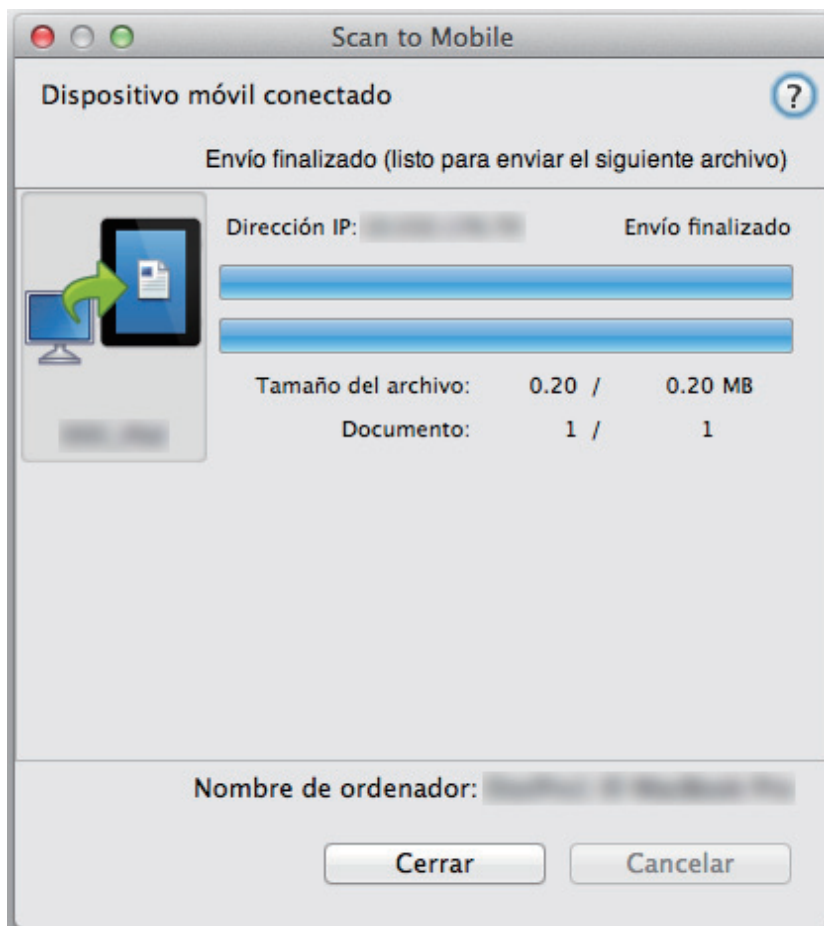 Scan to Mobile
Dispositivo móvil conectado
?
Envío finalizado (listo para enviar el siguiente archivo)
Dirección IP: Envío finalizado
Tamaño del archivo: 0.20 / 0.20 MB
Documento: 1 / 1
Nombre de ordenador:
Cerrar Cancelar